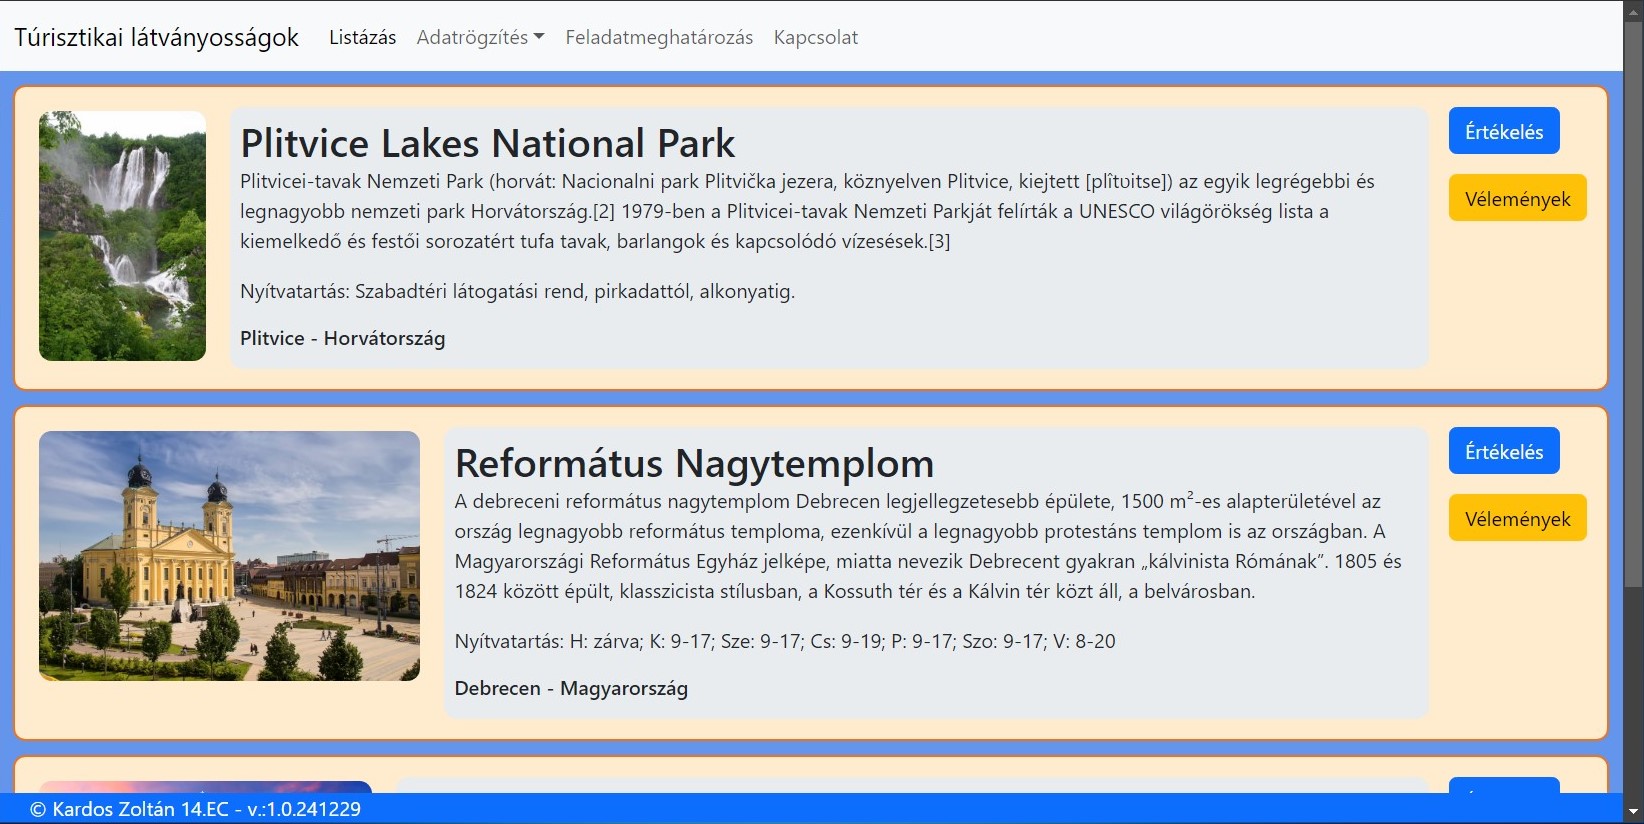 Túrisztikai látványosságok Listázás Adatrögzítés Feladatmeghatározás Kapcsolat
Plitvice Lakes National Park
Plitvicei-tavak Nemzeti Park (horvát: Nacionalni park Plitvička jezera, köznyelven Plitvice, kiejtett [plîtʋitse]) az egyik legrégebbi és
legnagyobb nemzeti park Horvátország.[2] 1979-ben a Plitvicei-tavak Nemzeti Parkját felírták a UNESCO világörökség lista a
kiemelkedő és festői sorozatért tufa tavak, barlangok és kapcsolódó vízesések.[3]
Nyítvatartás: Szabadtéri látogatási rend, pirkadattól, alkonyatig.
Plitvice - Horvátország
Értékelés
Vélemények
Református Nagytemplom
A debreceni református nagytemplom Debrecen legjellegzetesebb épülete, 1500 m²-es alapterületével az
ország legnagyobb református temploma, ezenkívül a legnagyobb protestáns templom is az országban. A
Magyarországi Református Egyház jelképe, miatta nevezik Debrecent gyakran „kálvinista Rómának”. 1805 és
1824 között épült, klasszicista stílusban, a Kossuth tér és a Kálvin tér közt áll, a belvárosban.
Nyítvatartás: H: zárva; K: 9-17; Sze: 9-17; Cs: 9-19; P: 9-17; Szo: 9-17; V: 8-20
Debrecen - Magyarország
Értékelés
Vélemények
© Kardos Zoltán 14.EC - v.:1.0.241229